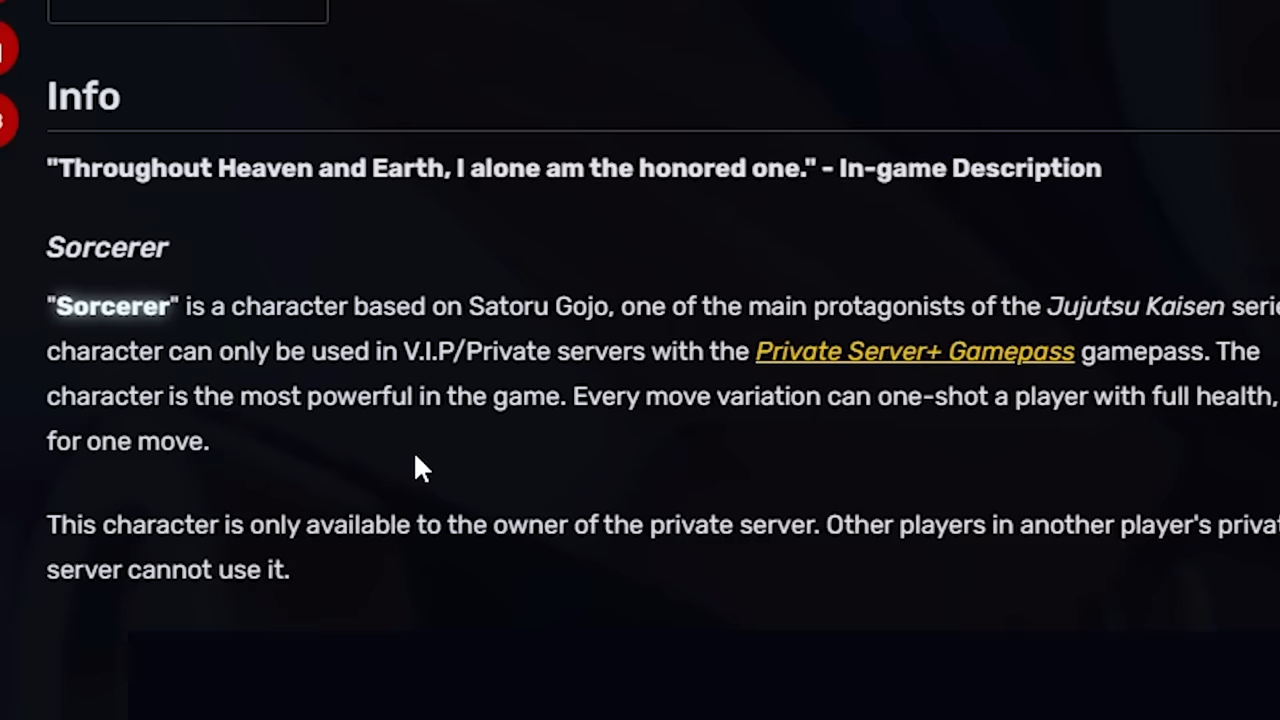 Info
"Throughout Heaven and Earth, I alone am the honored one." - In-game Description
Sorcerer
"Sorcerer" is a character based on Satoru Gojo, one of the main protagonists of the Jujutsu Kaisen
character can only be used in V.I.P/Private servers with the Private Server+ Gamepass gamepass. The
character is the most powerful in the game. Every move variation can one-shot a player with full health,
for one move.
This character is only available to the owner of the private server. Other players in another player's
server cannot use it.